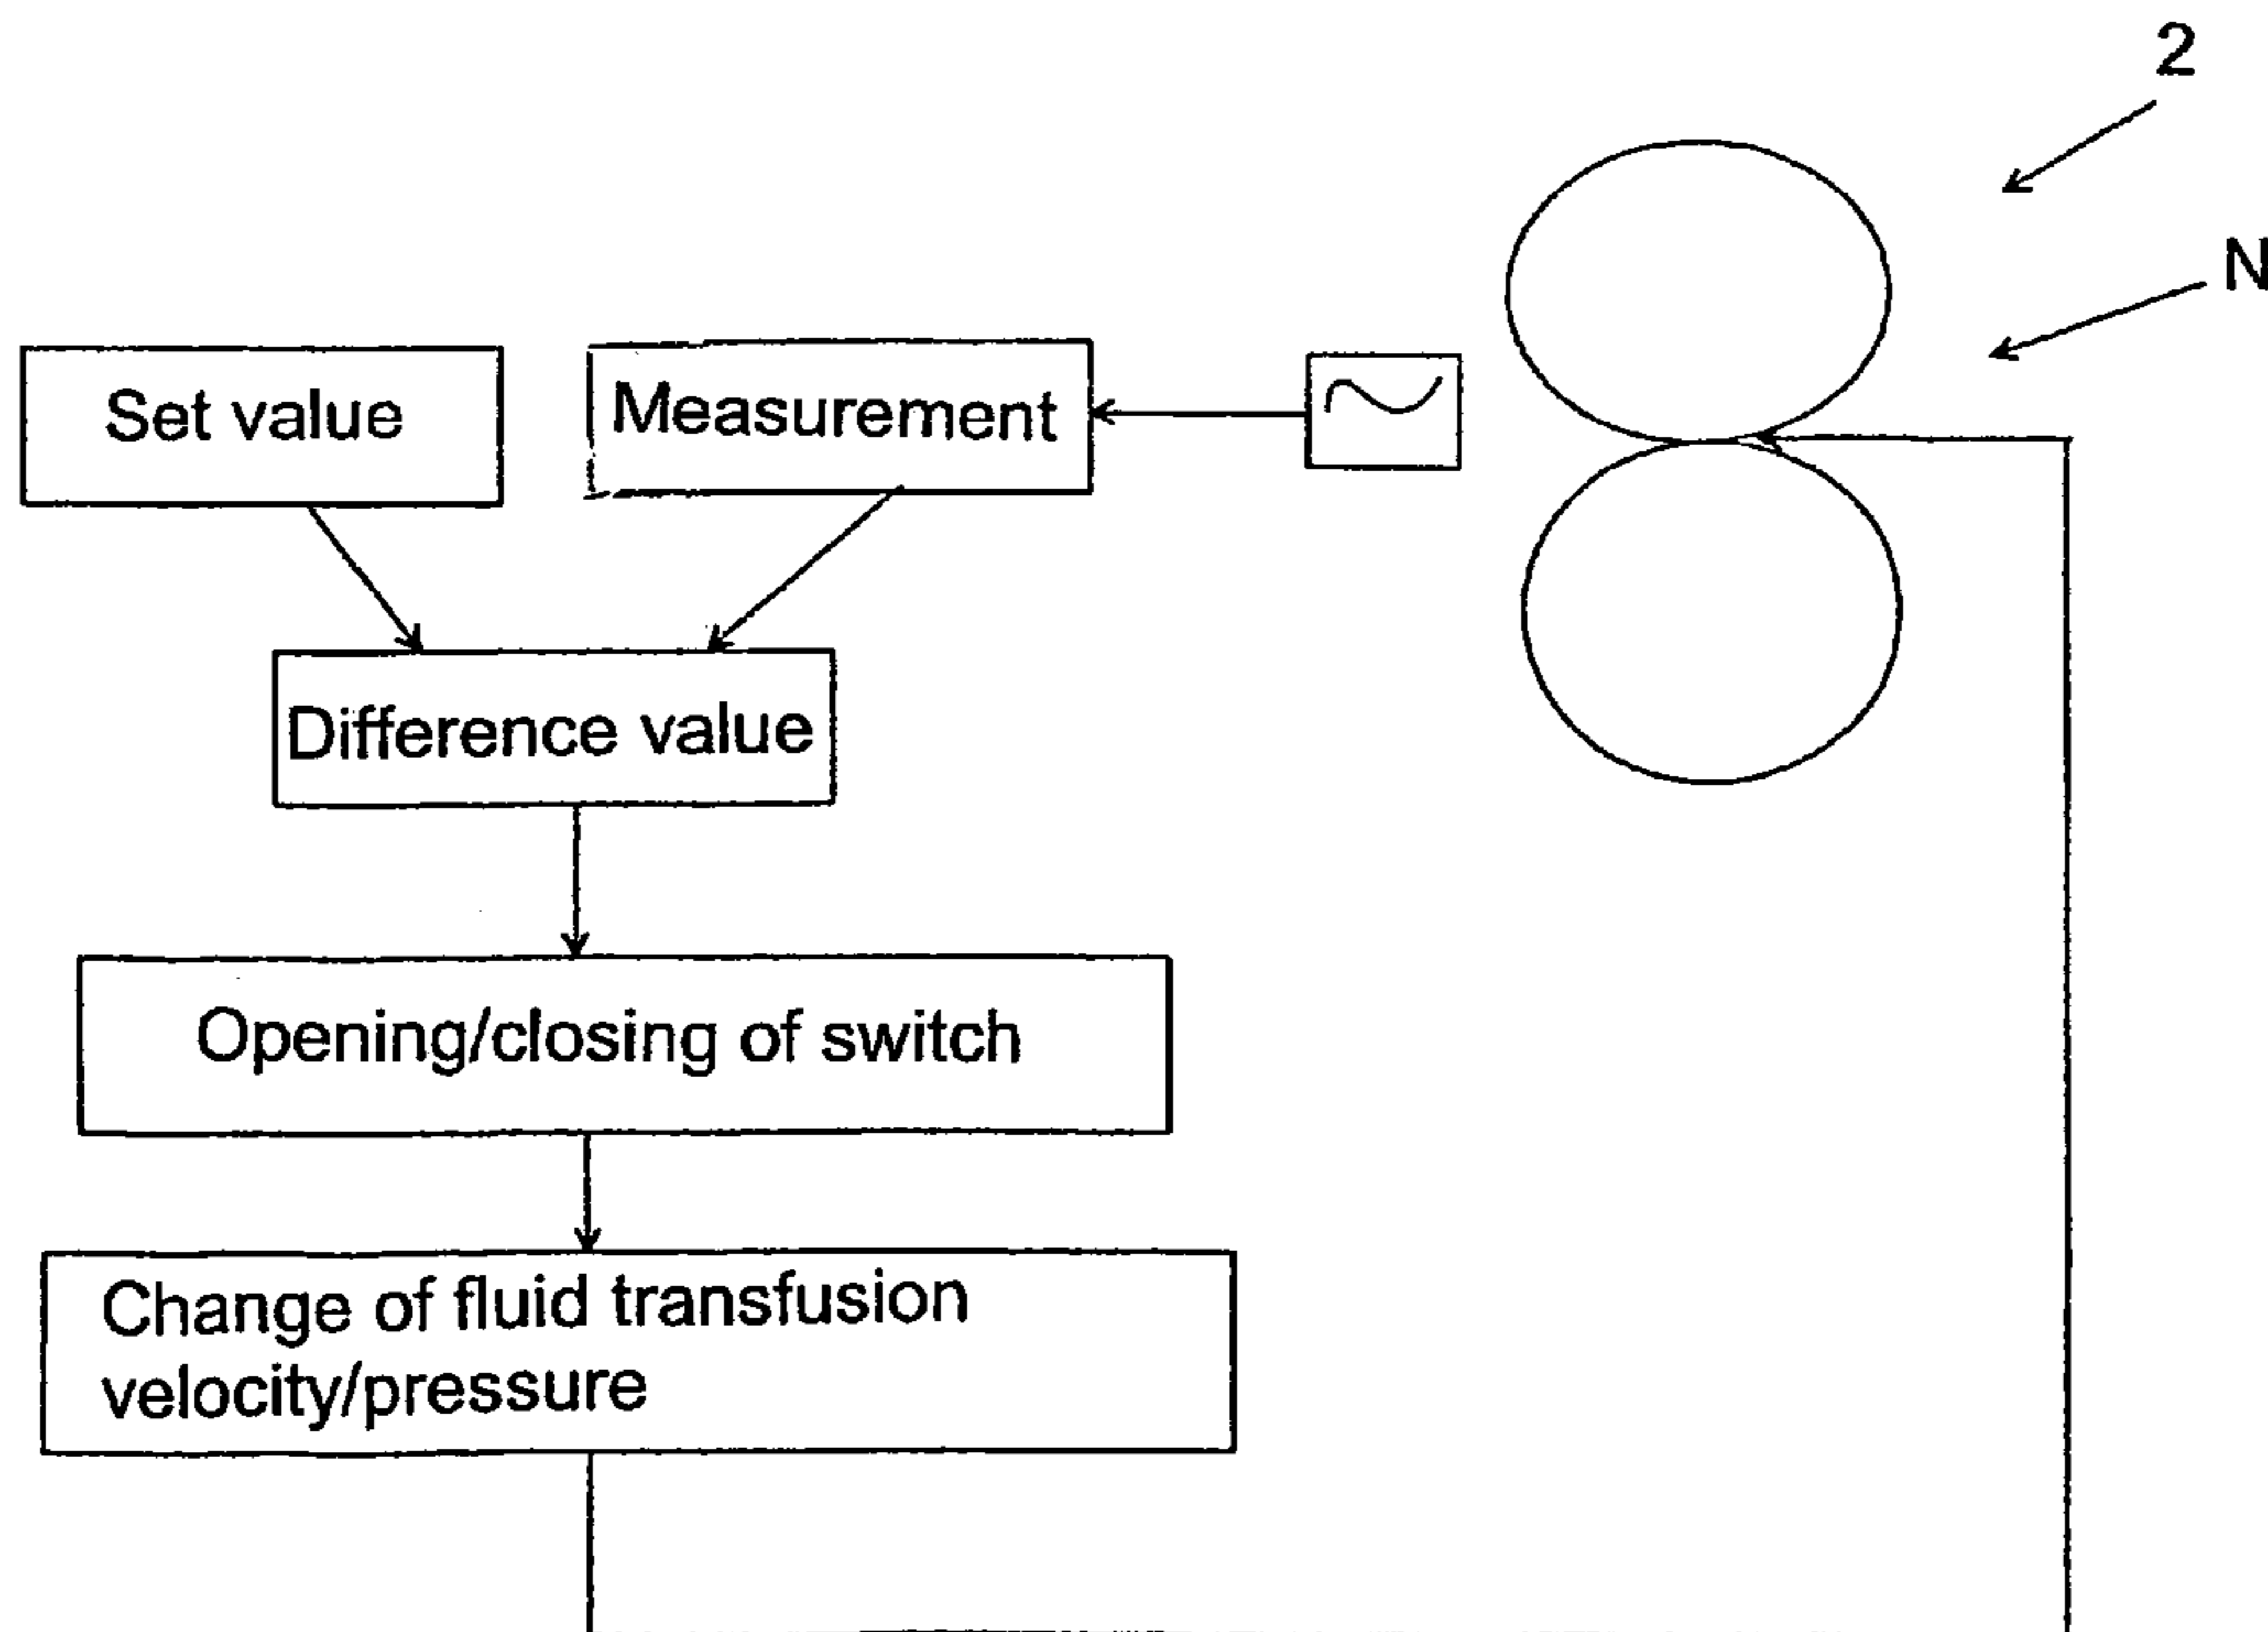 2
N
Set value
Measurement
Difference value
Opening/closing of switch
Change of fluid transfusion
velocity/pressure